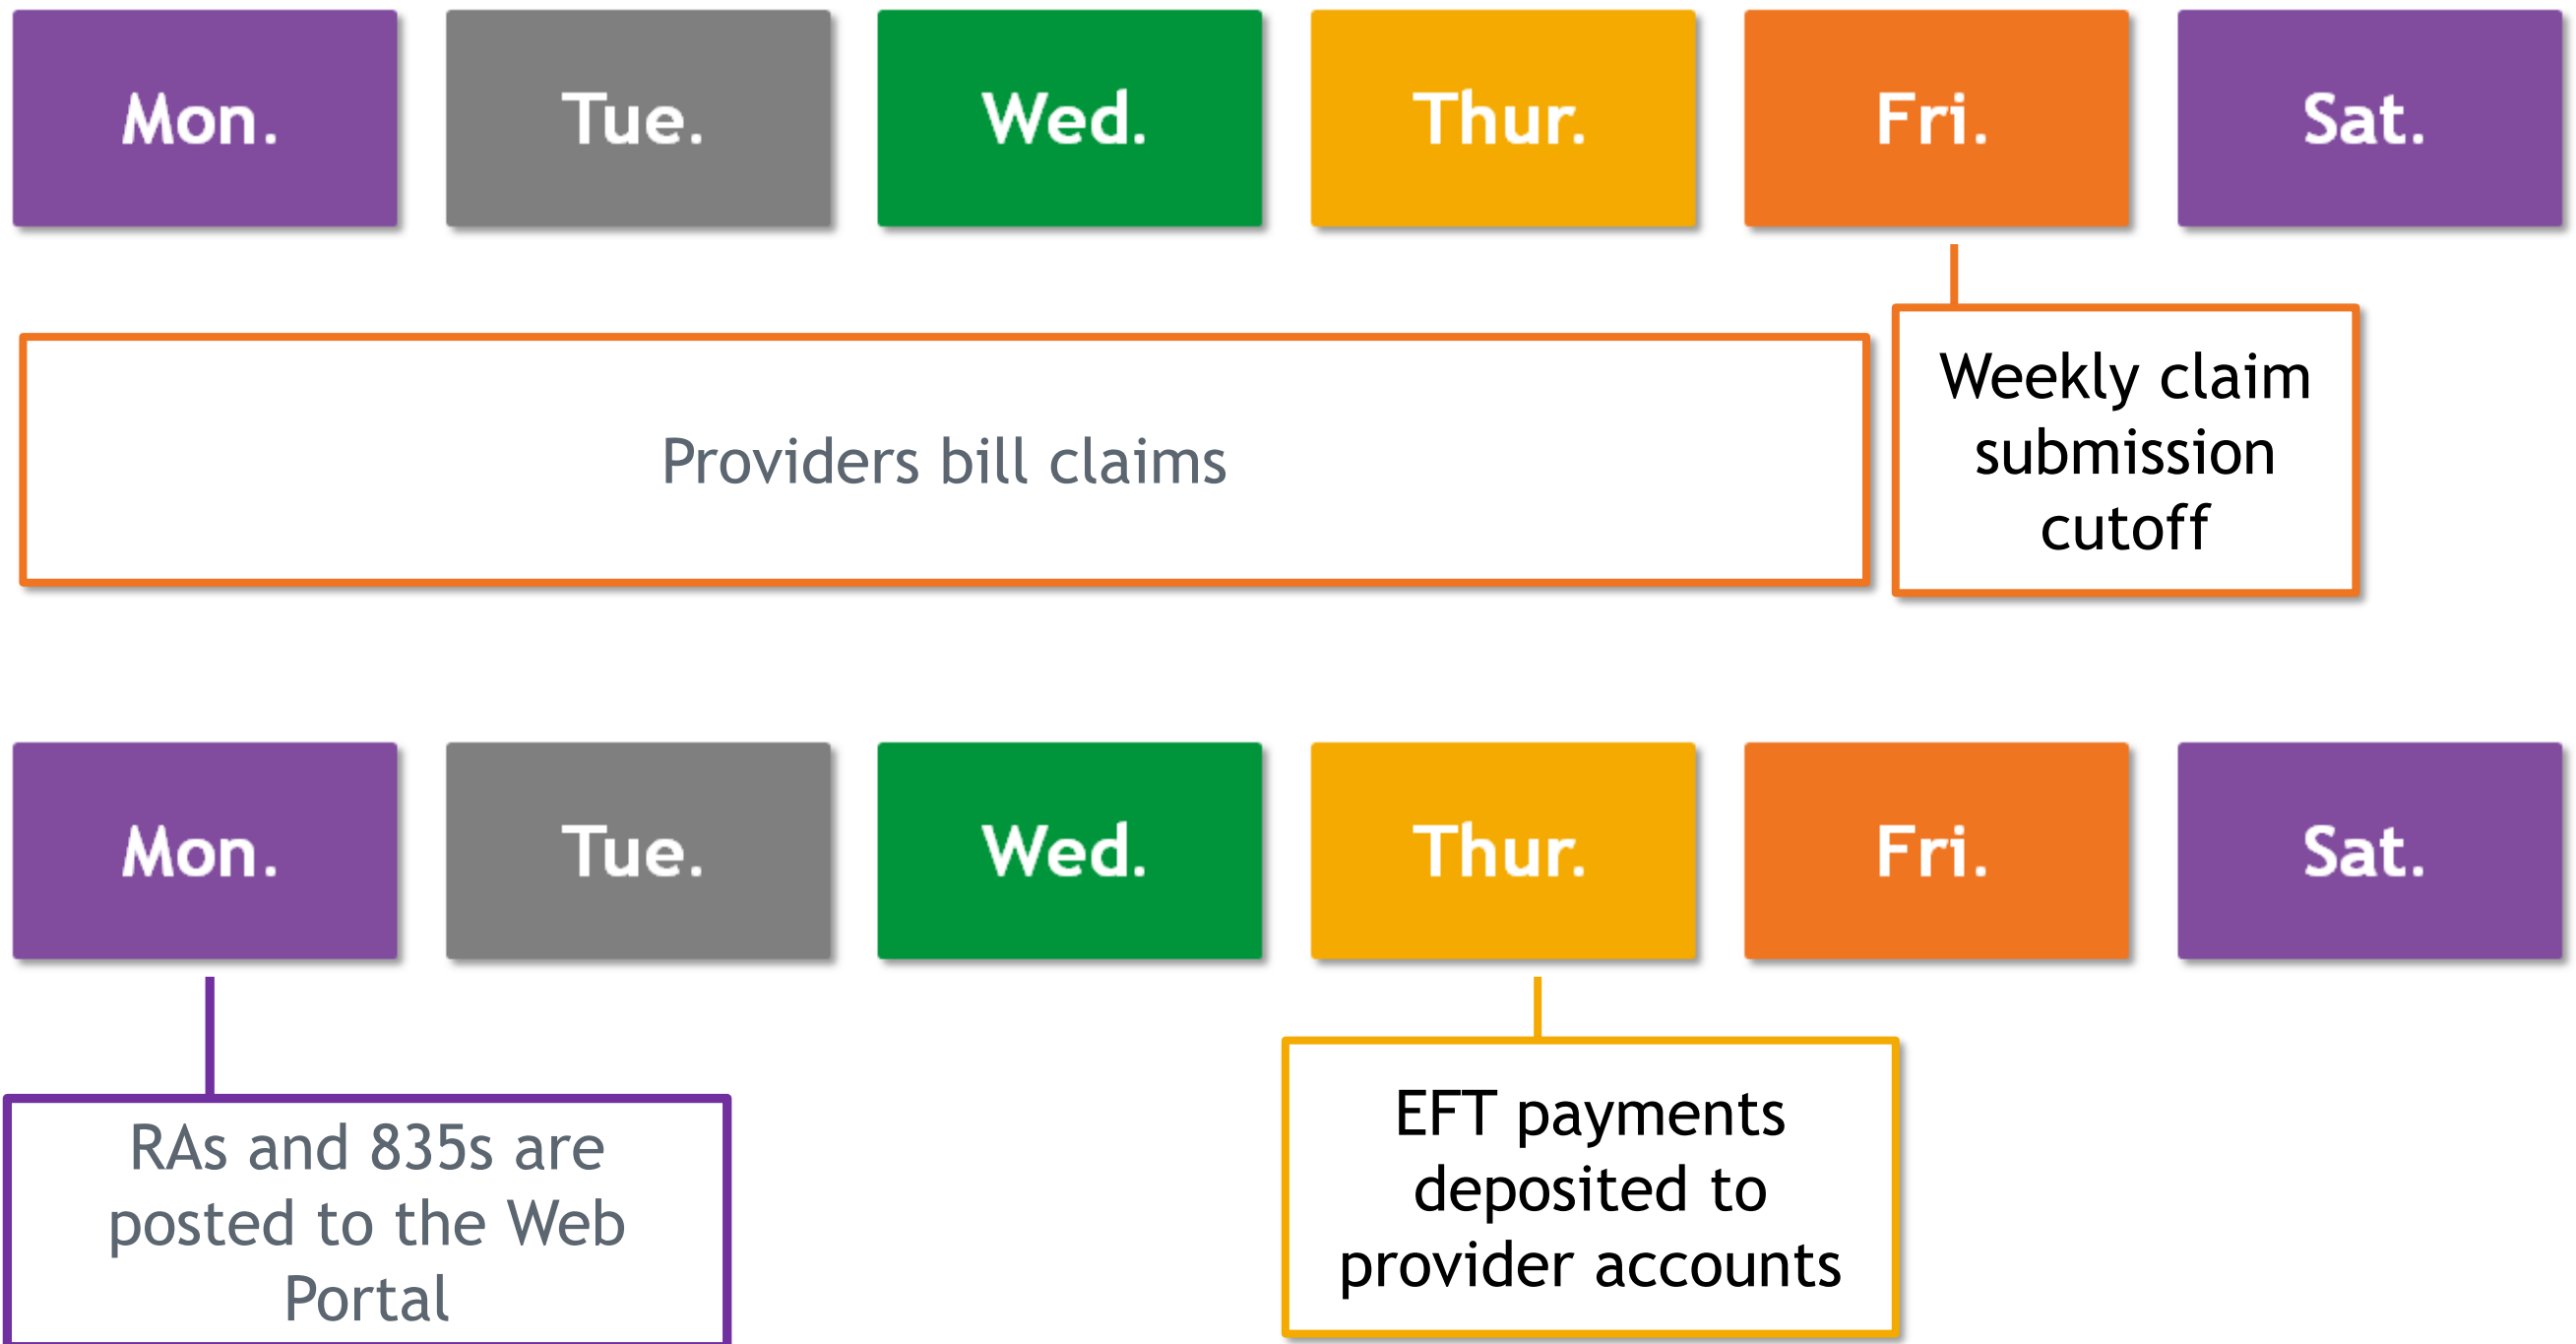 Mon.
Tue.
Wed.
Thur.
Fri.
Sat.
Providers bill claims
Weekly claim
submission
cutoff
Mon.
Tue.
Wed.
Thur.
Fri.
Sat.
RAs and 835s are
posted to the Web
Portal
EFT payments
deposited to
provider accounts